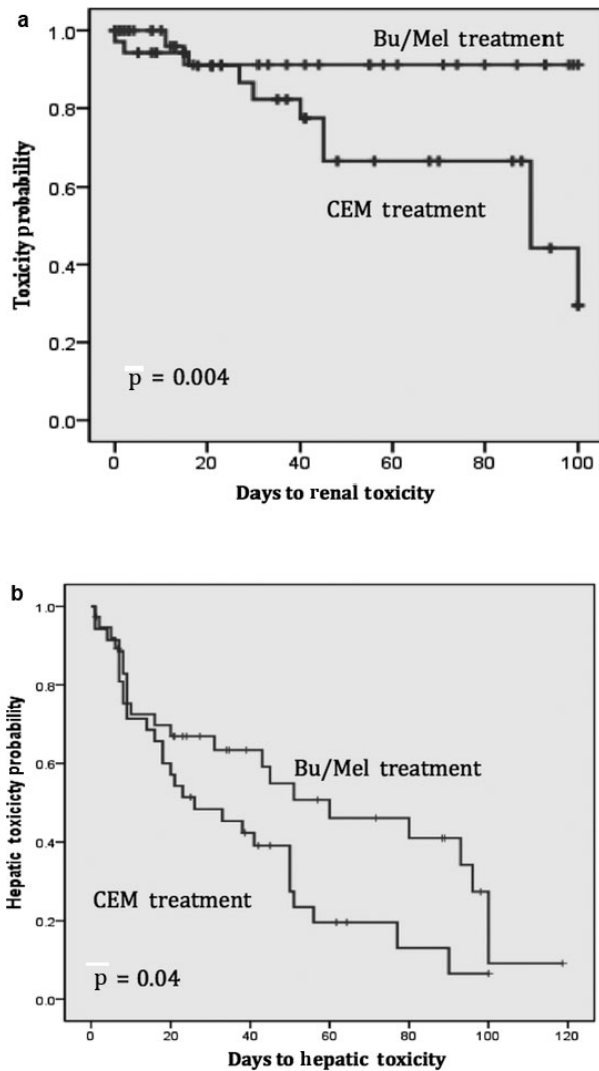 a
1.0
0.8
0.6
0.4
0.2
0.0
Toxicity probability
Bu/Mel treatment
CEM treatment
p = 0.004
0 20 40 60 80 100
Days to renal toxicity
b
1.0
0.8
0.6
0.4
0.2
0.0
Hepatic toxicicty probability
Bu/Mel treatment
CEM treatment
p = 0.04
0 20 40 60 80 100 120
Days to hepatic toxicity